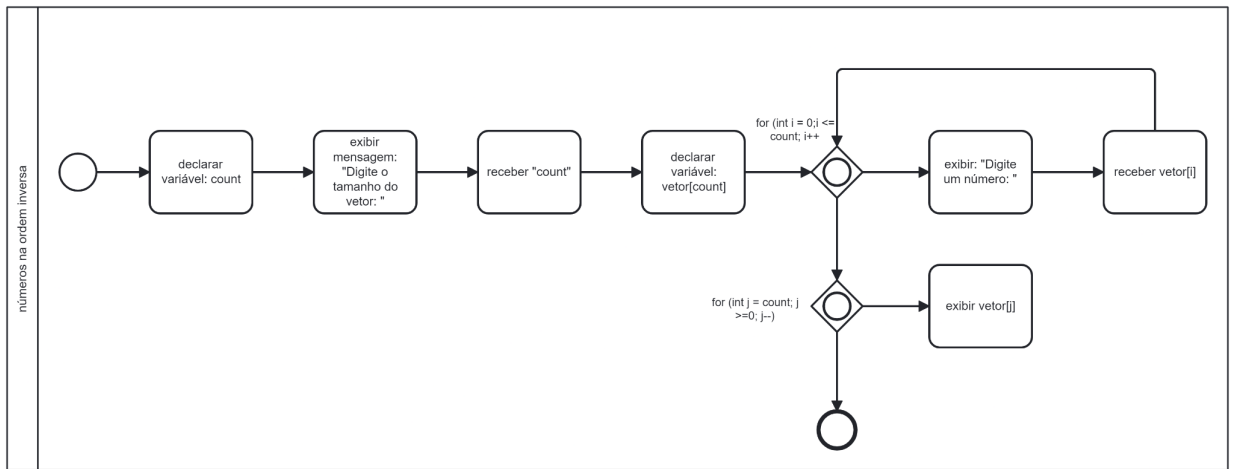 números na ordem inversa
declarar
variável: count
exibir
mensagem:
"Digite o
tamanho do
vetor: "
receber "count"
declarar
variável:
vetor[count]
for (int i = 0;i <=
count; i++
exibir: "Digite
um número: "
receber vetor[i]
for (int j = count; j
>=0; j--)
exibir vetor[j]